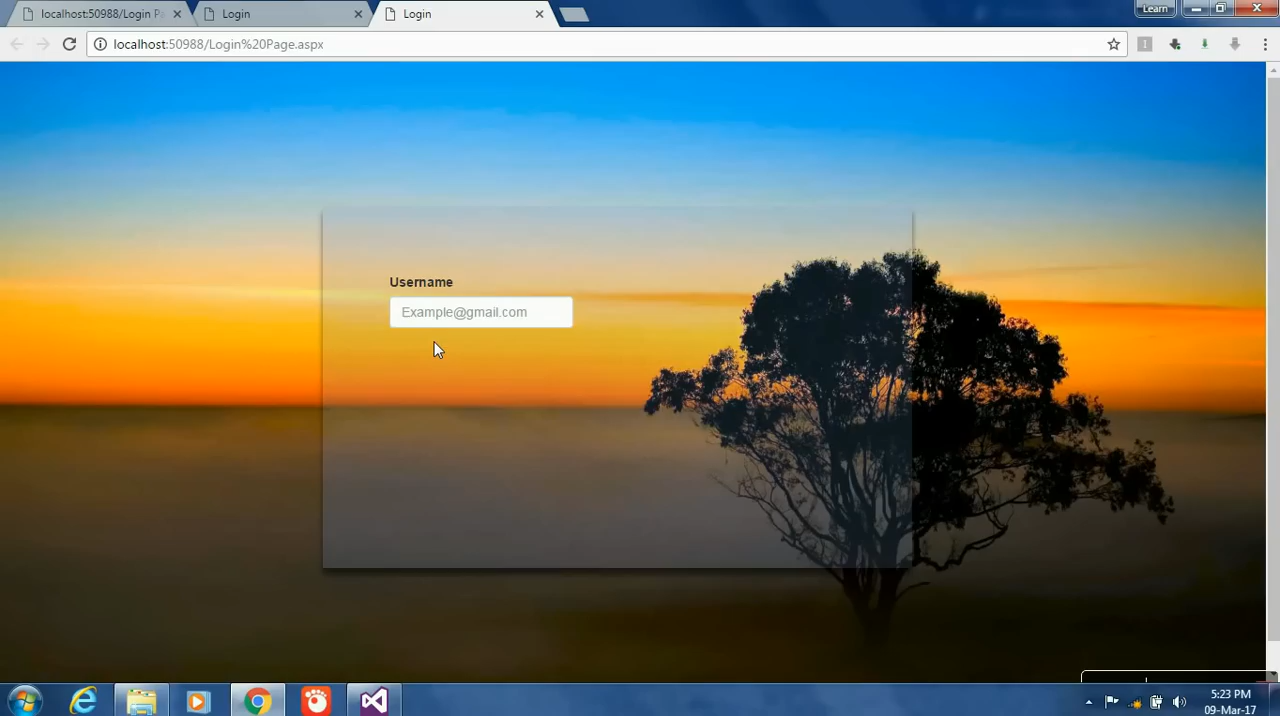 localhost:50988/Login P
Login
Login
Learn
localhost:50988/Login%20Page.aspx
Username
Example@gmail.com
5:23 PM
09-Mar-17